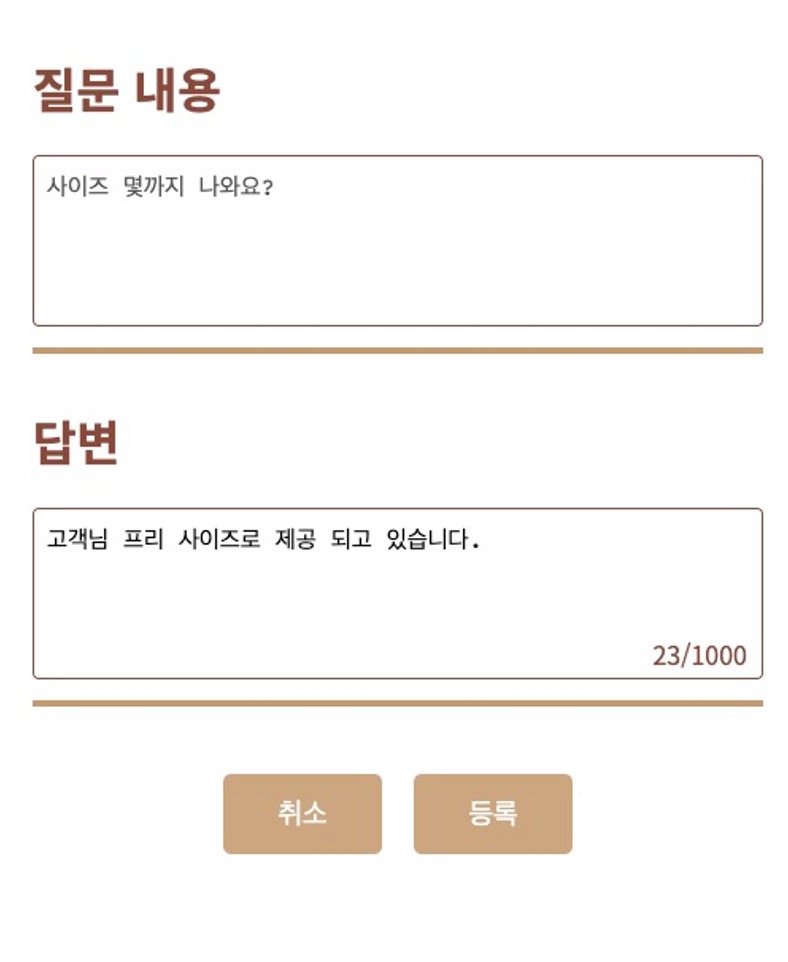 질문 내용
사이즈 몇까지 나와요?
답변
고객님 프리 사이즈로 제공 되고 있습니다.
23/1000
취소
등록